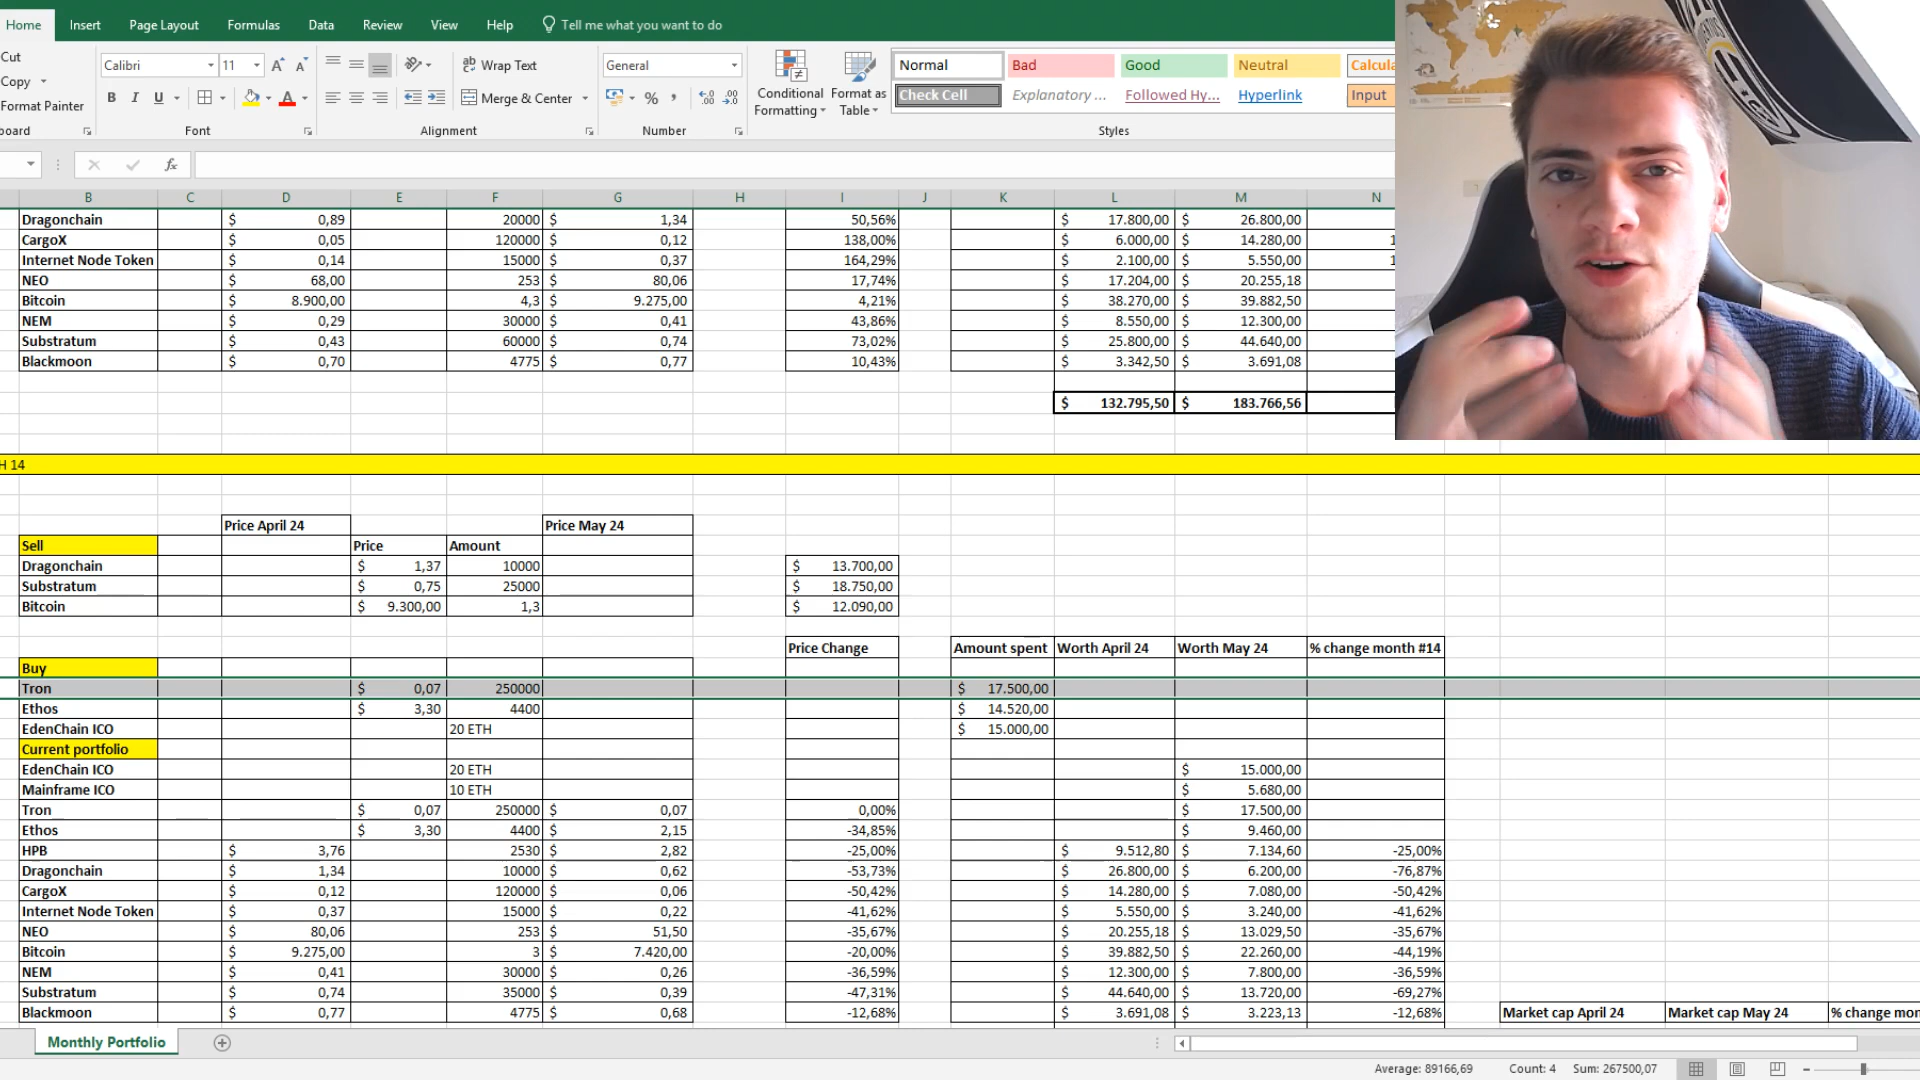 Home Insert Page Layout Formulas Data Review View Help Tell me what you want to do
Cut
Copy
Format Painter
Calibri 11
B I U
Wrap Text
Merge & Center
General
Conditional Formatting
Format as Table
Normal Bad Good Neutral Calcula
Check Cell Explanatory ... Followed Hy... Hyperlink Input
oard Font Alignment Number Styles
fx
B C D E F G H I J K L M N
Dragonchain $ 0,89 20000 $ 1,34 50,56% $ 17.800,00 $ 26.800,00
CargoX $ 0,05 120000 $ 0,12 138,00% $ 6.000,00 $ 14.280,00 1
Internet Node Token $ 0,14 15000 $ 0,37 164,29% $ 2.100,00 $ 5.550,00 1
NEO $ 68,00 253 $ 80,06 17,74% $ 17.204,00 $ 20.255,18
Bitcoin $ 8.900,00 4,3 $ 9.275,00 4,21% $ 38.270,00 $ 39.882,50
NEM $ 0,29 30000 $ 0,41 43,86% $ 8.550,00 $ 12.300,00
Substratum $ 0,43 60000 $ 0,74 73,02% $ 25.800,00 $ 44.640,00
Blackmoon $ 0,70 4775 $ 0,77 10,43% $ 3.342,50 $ 3.691,08
$ 132.795,50 $ 183.766,56
H 14
Price April 24 Price May 24
Sell Price Amount
Dragonchain $ 1,37 10000 $ 13.700,00
Substratum $ 0,75 25000 $ 18.750,00
Bitcoin $ 9.300,00 1,3 $ 12.090,00
Price Change Amount spent Worth April 24 Worth May 24 % change month #14
Buy
Tron $ 0,07 250000 $ 17.500,00
Ethos $ 3,30 4400 $ 14.520,00
EdenChain ICO 20 ETH $ 15.000,00
Current portfolio
EdenChain ICO 20 ETH $ 15.000,00
Mainframe ICO 10 ETH $ 5.680,00
Tron $ 0,07 250000 $ 0,07 0,00% $ 17.500,00
Ethos $ 3,30 4400 $ 2,15 -34,85% $ 9.460,00
HPB $ 3,76 2530 $ 2,82 -25,00% $ 9.512,80 $ 7.134,60 -25,00%
Dragonchain $ 1,34 10000 $ 0,62 -53,73% $ 26.800,00 $ 6.200,00 -76,87%
CargoX $ 0,12 120000 $ 0,06 -50,42% $ 14.280,00 $ 7.080,00 -50,42%
Internet Node Token $ 0,37 15000 $ 0,22 -41,62% $ 5.550,00 $ 3.240,00 -41,62%
NEO $ 80,06 253 $ 51,50 -35,67% $ 20.255,18 $ 13.029,50 -35,67%
Bitcoin $ 9.275,00 3 $ 7.420,00 -20,00% $ 39.882,50 $ 22.260,00 -44,19%
NEM $ 0,41 30000 $ 0,26 -36,59% $ 12.300,00 $ 7.800,00 -36,59%
Substratum $ 0,74 35000 $ 0,39 -47,31% $ 44.640,00 $ 13.720,00 -69,27%
Blackmoon $ 0,77 4775 $ 0,68 -12,68% $ 3.691,08 $ 3.223,13 -12,68% Market cap April 24 Market cap May 24 % change mon
Monthly Portfolio
Average: 89166,69 Count: 4 Sum: 267500,07